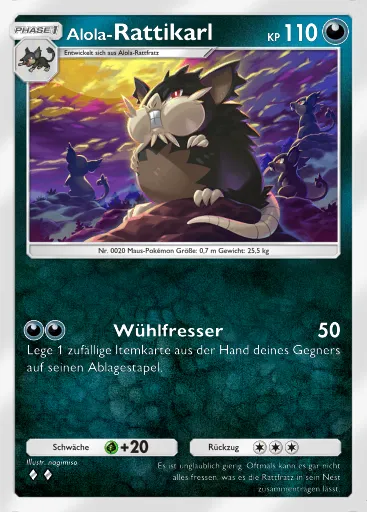 PHASE 1
Alola-Rattikarl KP 110
Entwickelt sich aus Alola-Rattfratz
Nr. 0020 Maus-Pokémon Größe: 0,7 m Gewicht: 25,5 kg
Wühlfresser 50
Lege 1 zufällige Itemkarte aus der Hand deines Gegners
auf seinen Ablagestapel.
Schwäche +20 Rückzug
Illustr. nagimiso
Es ist unglaublich gierig. Oftmals kann es gar nicht
alles fressen, was es die Rattfratz in sein Nest
zusammentragen lässt.